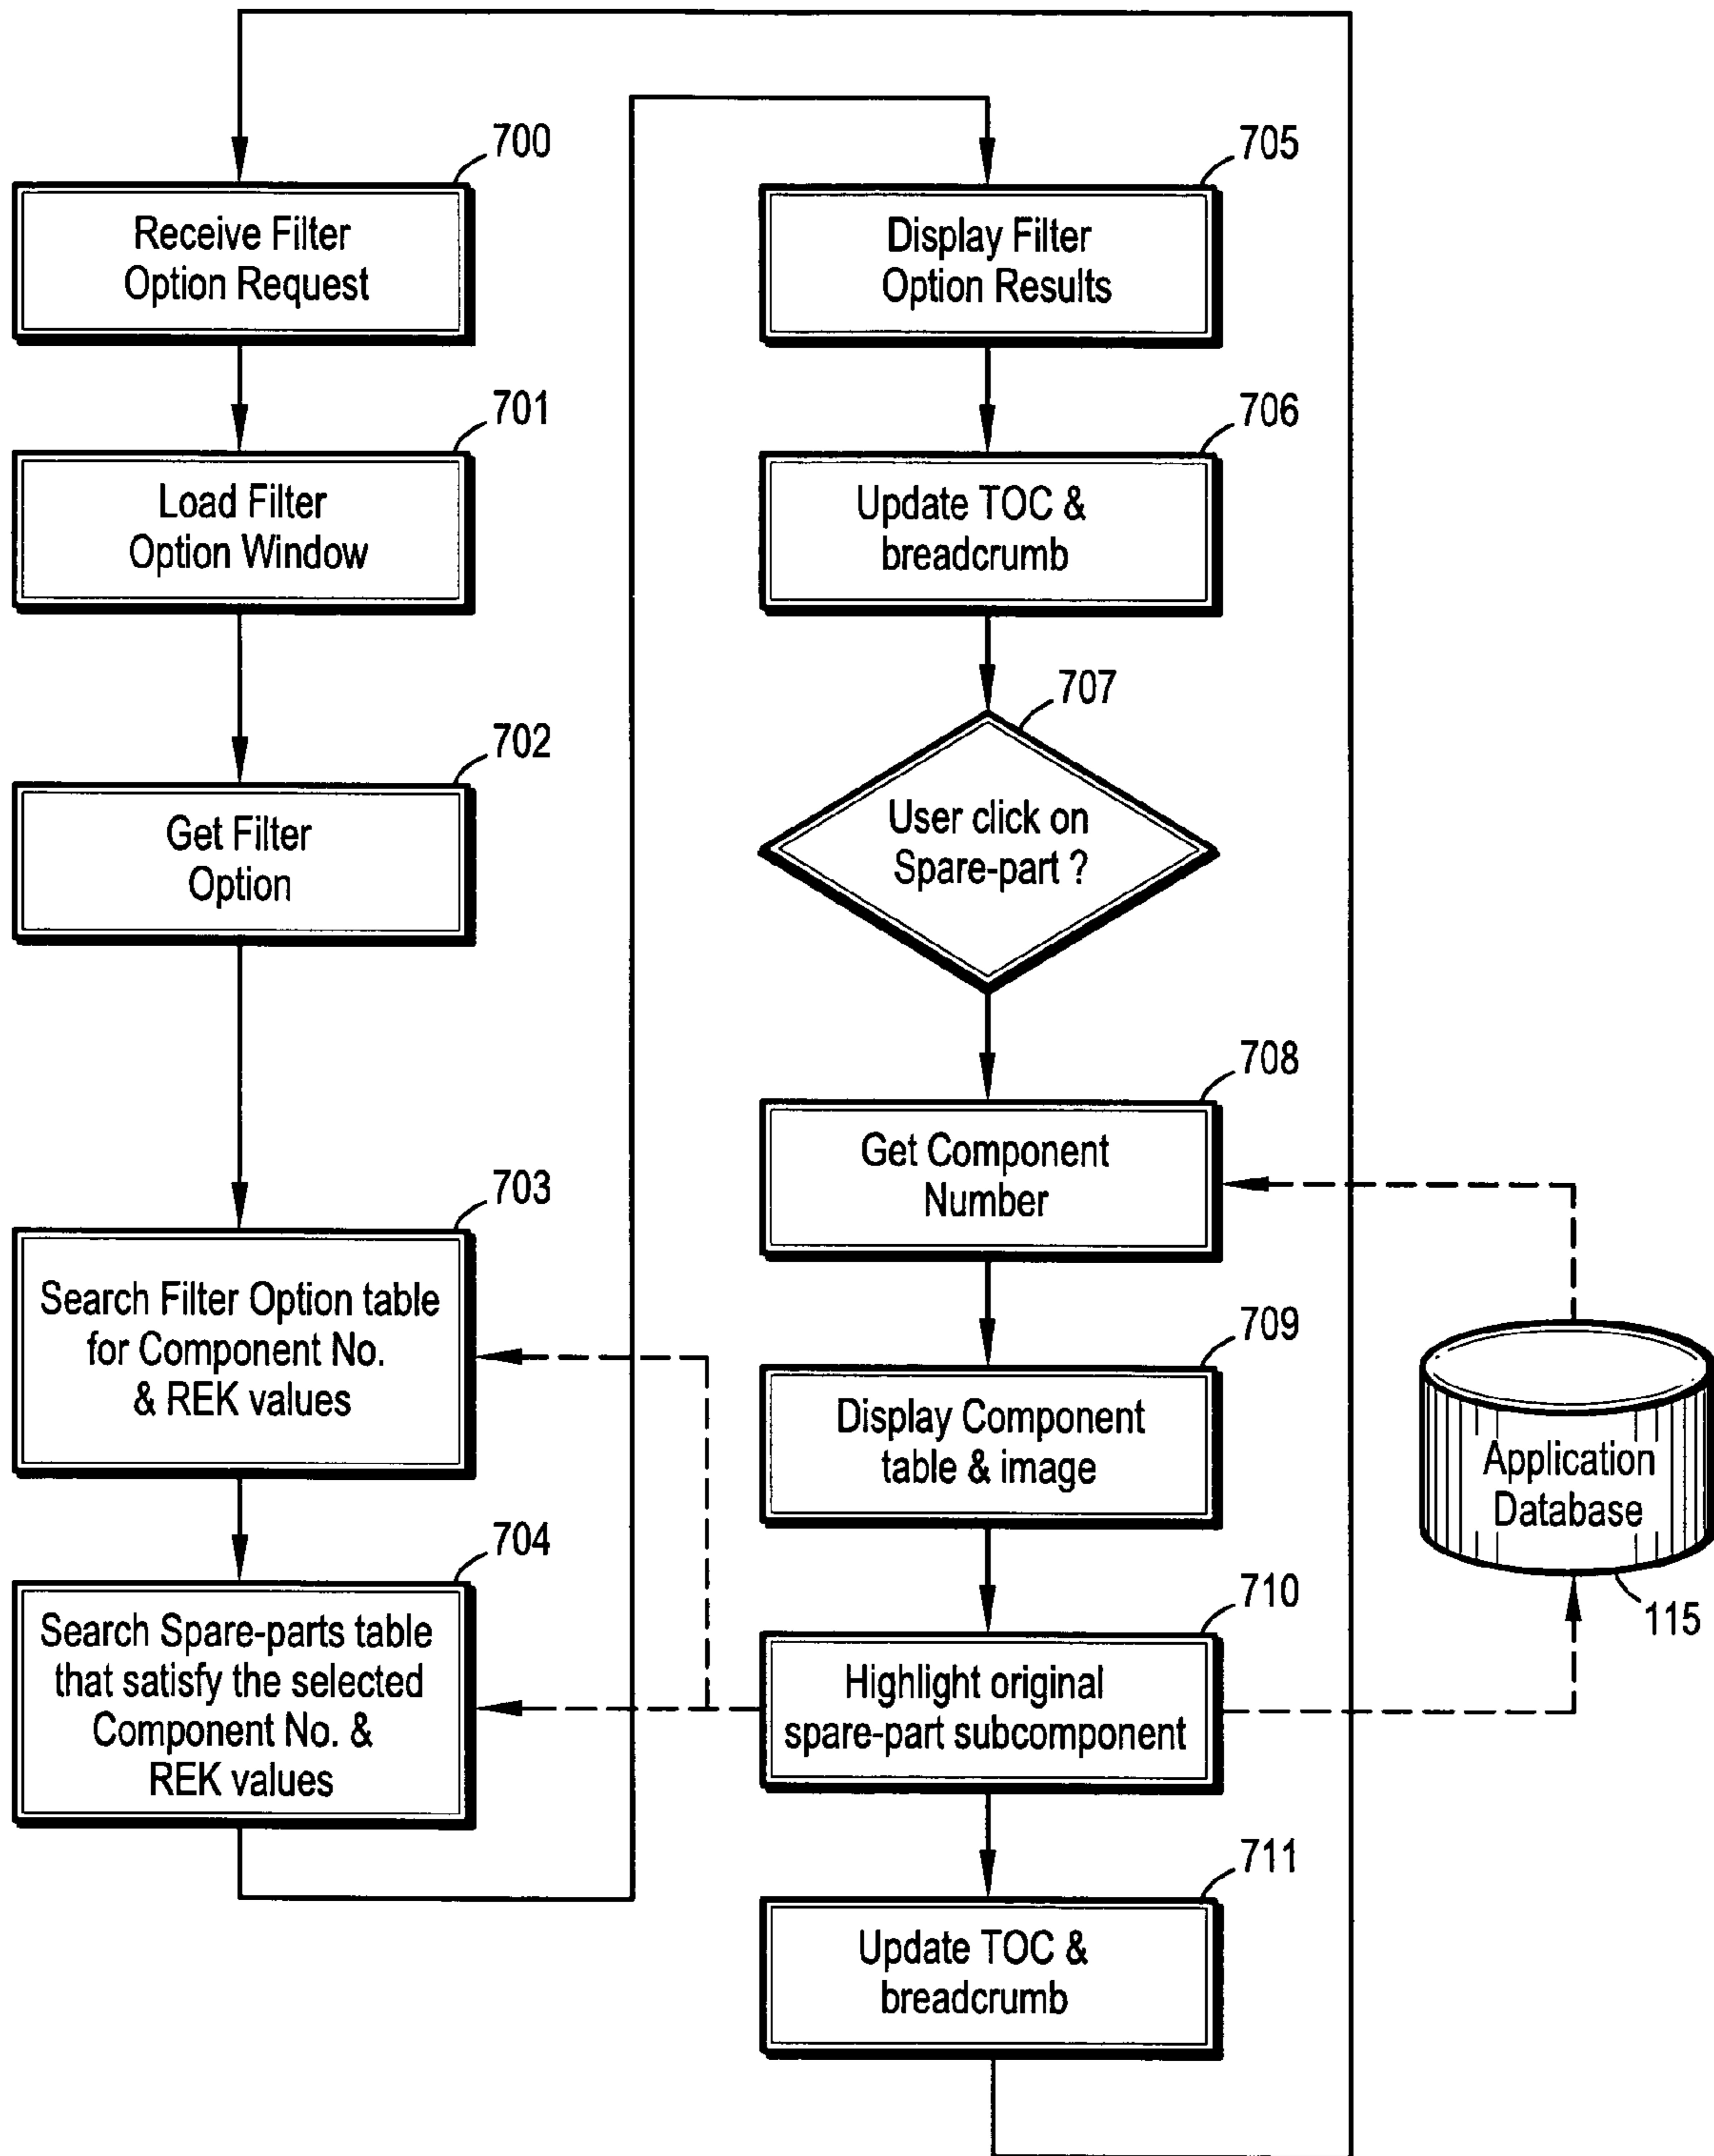 700
Receive Filter
Option Request
701
Load Filter
Option Window
702
Get Filter
Option
703
Search Filter Option table
for Component No.
& REK values
704
Search Spare-parts table
that satisfy the selected
Component No. &
REK values
705
Display Filter
Option Results
706
Update TOC &
breadcrumb
707
User click on
Spare-part ?
708
Get Component
Number
709
Display Component
table & image
710
Highlight original
spare-part subcomponent
711
Update TOC &
breadcrumb
Application
Database
115